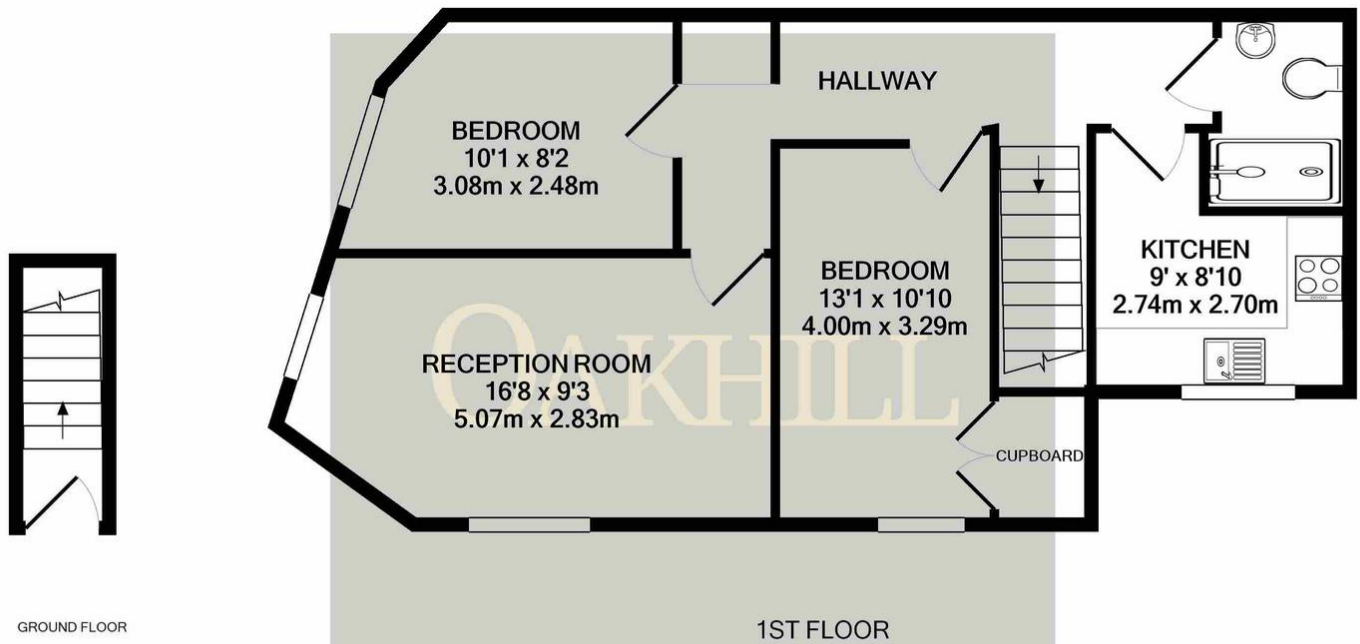 HALLWAY
BEDROOM
10'1 x 8'2
3.08m x 2.48m
BEDROOM
13'1 x 10'10
4.00m x 3.29m
KITCHEN
9' x 8'10
2.74m x 2.70m
RECEPTION ROOM
16'8 x 9'3
5.07m x 2.83m
OAKHILL
CUPBOARD
GROUND FLOOR
1ST FLOOR